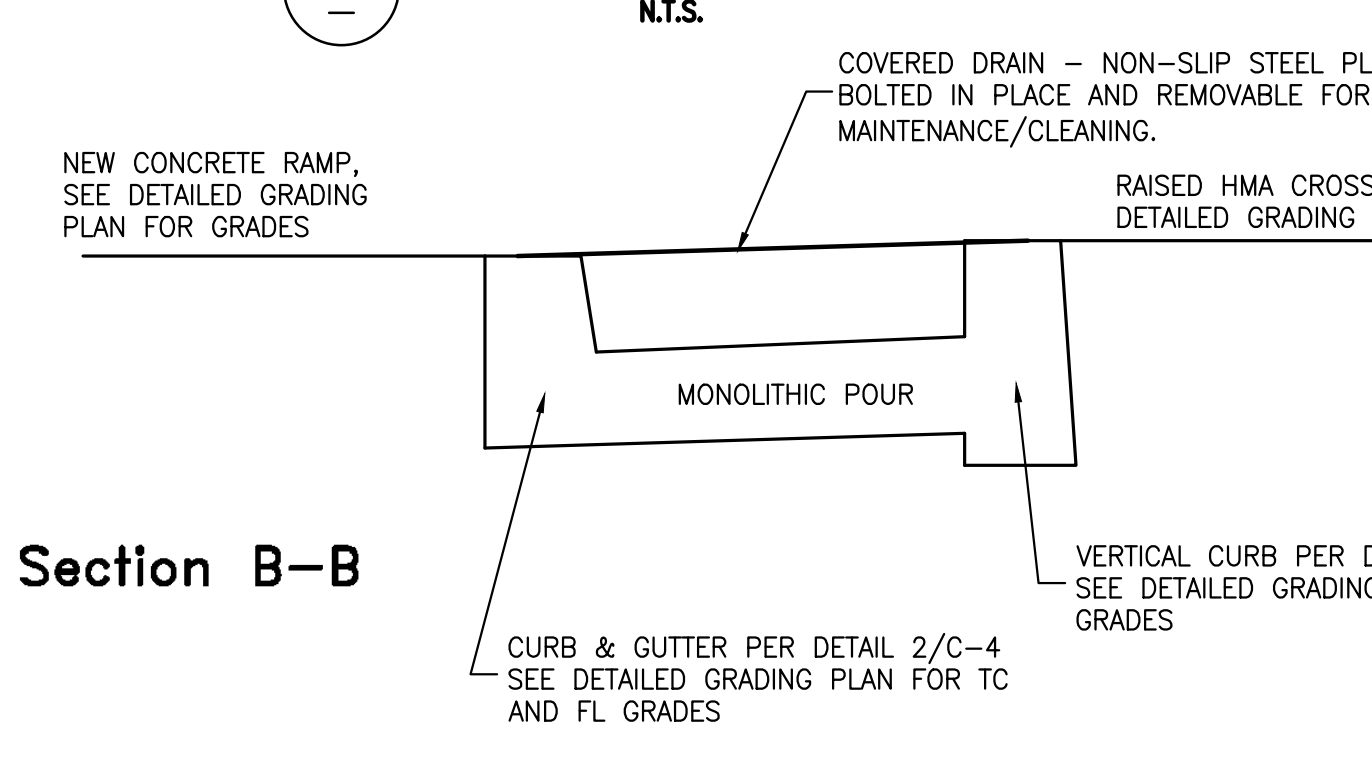 N.T.S.
COVERED DRAIN – NON–SLIP STEEL
BOLTED IN PLACE AND REMOVABLE FOR
MAINTENANCE/CLEANING.
NEW CONCRETE RAMP,
SEE DETAILED GRADING
PLAN FOR GRADES
RAISED HMA
DETAILED GRADING
MONOLITHIC POUR
Section B–B
VERTICAL CURB PER
SEE DETAILED GRADING
GRADES
CURB & GUTTER PER DETAIL 2/C–4
SEE DETAILED GRADING PLAN FOR TC
AND FL GRADES